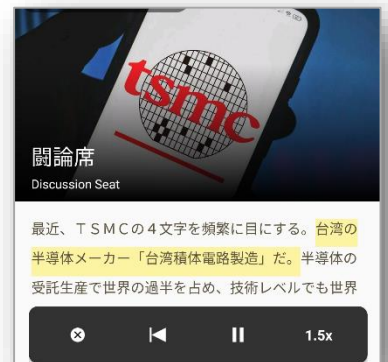 tsmc
闘論席
Discussion Seat
最近、ＴＳＭＣの４文字を頻繁に目にする。台湾の
半導体メーカー「台湾積体電路製造」だ。半導体の
受託生産で世界の過半を占め、技術レベルでも世界
1.5x